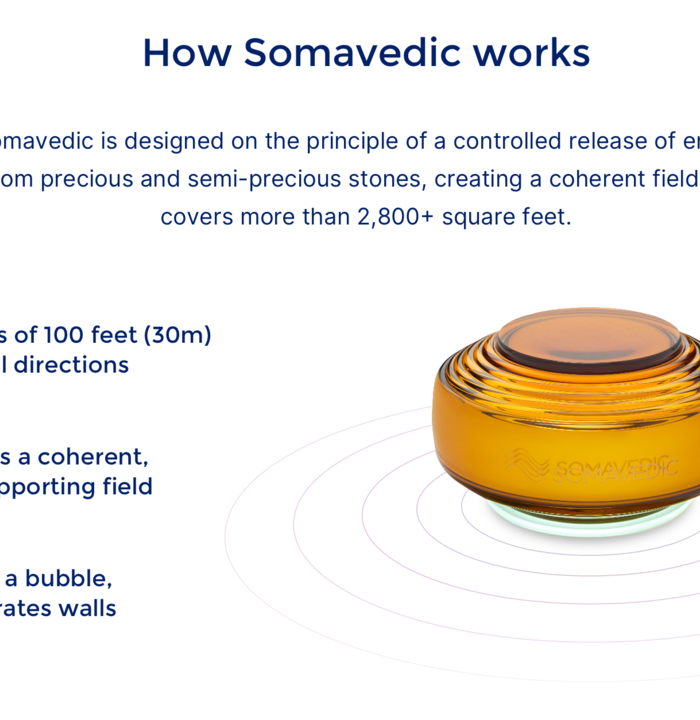 How Somavedic works
omavedic is designed on the principle of a controlled release of
om precious and semi-precious stones, creating a coherent field
covers more than 2,800+ square feet.
s of 100 feet (30m)
l directions
s a coherent,
pporting field
a bubble,
rates walls
SOMAVEDIC